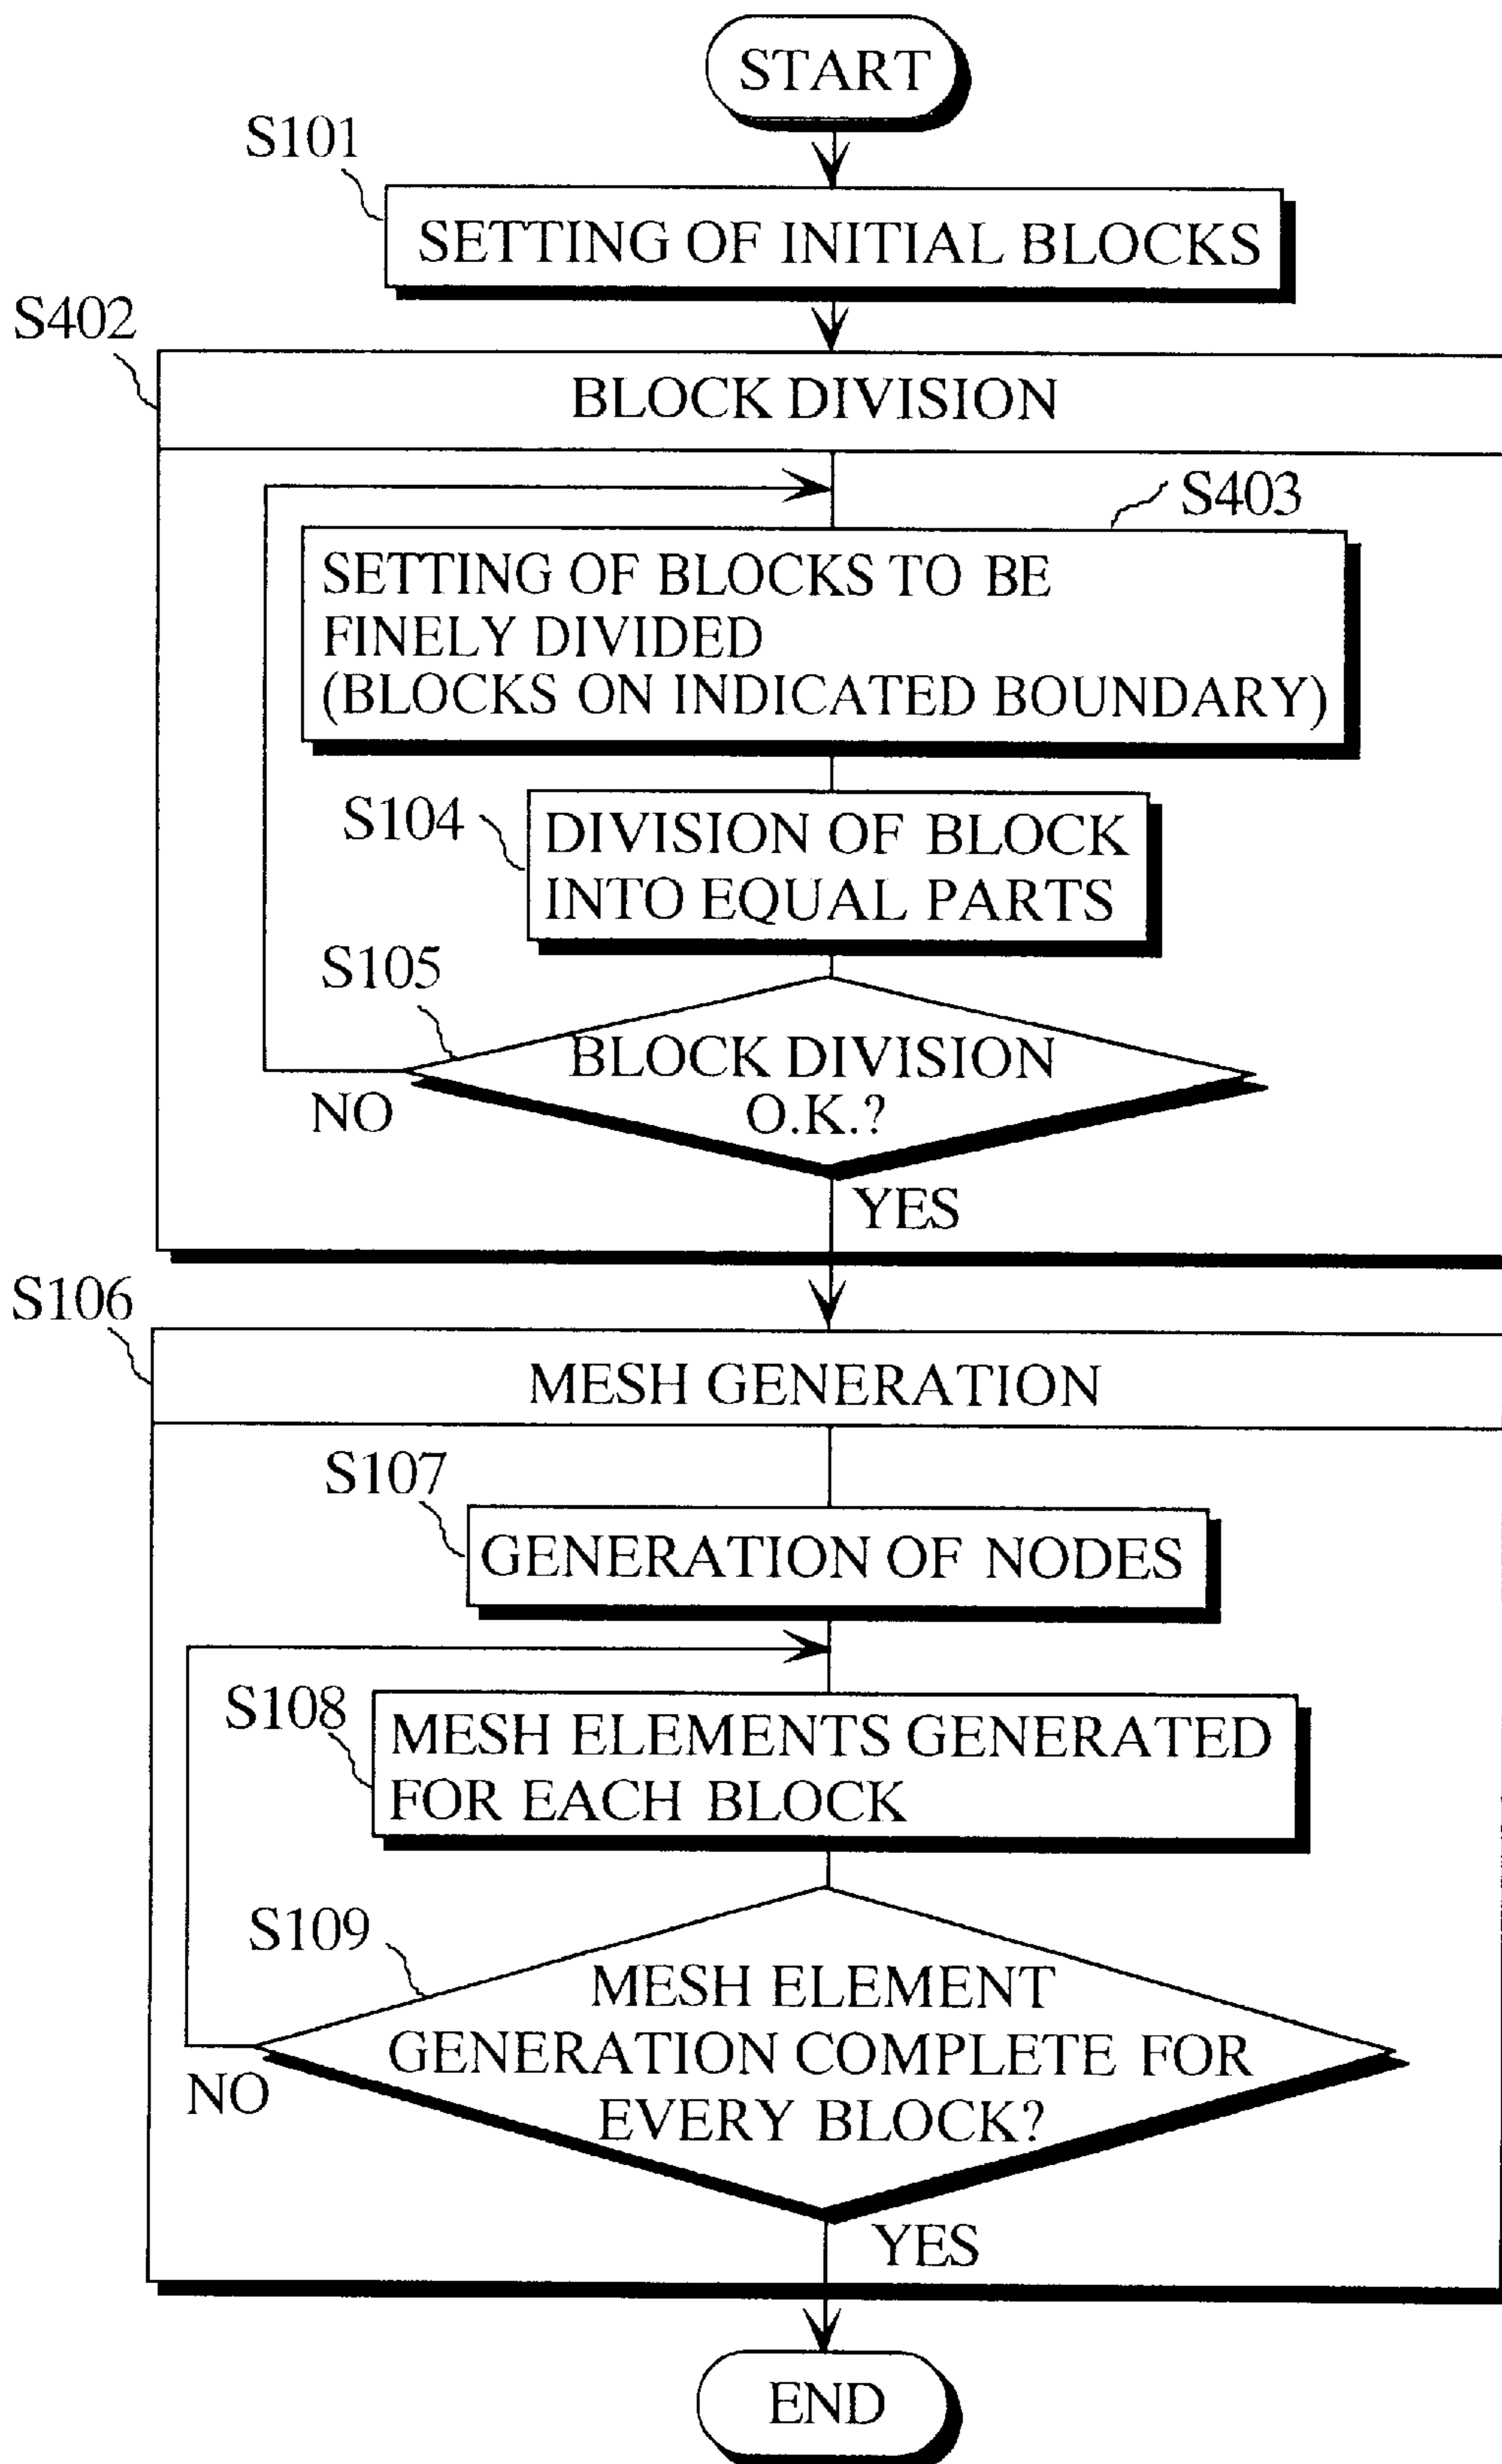 START
S101
SETTING OF INITIAL BLOCKS
S402
BLOCK DIVISION
S403
SETTING OF BLOCKS TO BE
FINELY DIVIDED
(BLOCKS ON INDICATED BOUNDARY)
S104
DIVISION OF BLOCK
INTO EQUAL PARTS
S105
BLOCK DIVISION
O.K.?
NO
YES
S106
MESH GENERATION
S107
GENERATION OF NODES
S108
MESH ELEMENTS GENERATED
FOR EACH BLOCK
S109
MESH ELEMENT
GENERATION COMPLETE FOR
EVERY BLOCK?
NO
YES
END